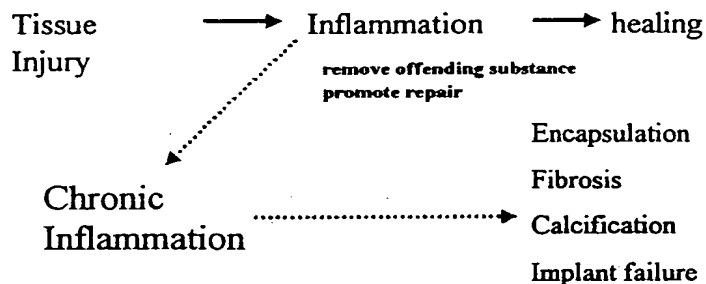 Tissue
Injury
Inflammation
healing
remove offending substance
promote repair
Chronic
Inflammation
Encapsulation
Fibrosis
Calcification
Implant failure